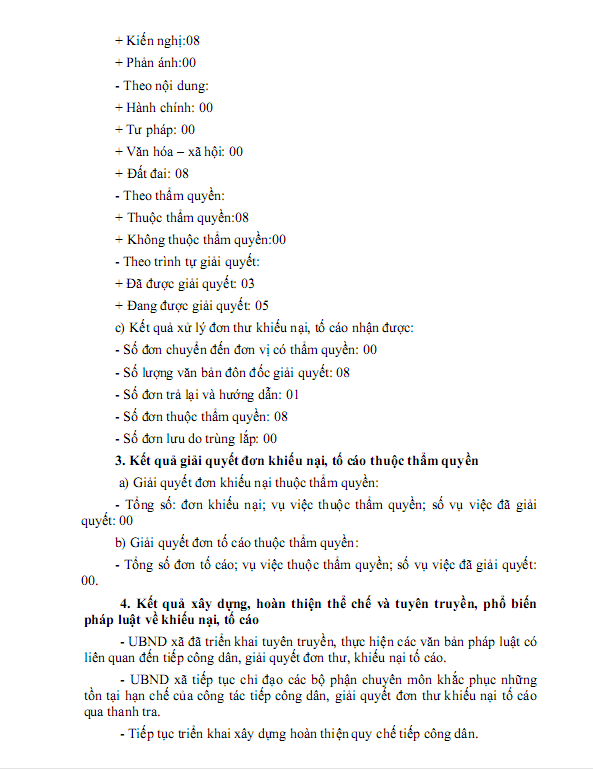 + Kiến nghị:08
+ Phản ánh:00
- Theo nội dung:
+ Hành chính: 00
+ Tư pháp: 00
+ Văn hóa – xã hội: 00
+ Đất đai: 08
- Theo thẩm quyền:
+ Thuộc thẩm quyền:08
+ Không thuộc thẩm quyền:00
- Theo trình tự giải quyết:
+ Đã được giải quyết: 03
+ Đang được giải quyết: 05
c) Kết quả xử lý đơn thư khiếu nại, tố cáo nhận được:
- Số đơn chuyển đến đơn vị có thẩm quyền: 00
- Số lượng văn bản đôn đốc giải quyết: 08
- Số đơn trả lại và hướng dẫn: 01
- Số đơn thuộc thẩm quyền: 08
- Số đơn lưu do trùng lắp: 00
3. Kết quả giải quyết đơn khiếu nại, tố cáo thuộc thẩm quyền
a) Giải quyết đơn khiếu nại thuộc thẩm quyền:
- Tổng số: đơn khiếu nại; vụ việc thuộc thẩm quyền; số vụ việc đã giải
quyết: 00
b) Giải quyết đơn tố cáo thuộc thẩm quyền:
- Tổng số đơn tố cáo; vụ việc thuộc thẩm quyền; số vụ việc đã giải quyết:
00.
4. Kết quả xây dựng, hoàn thiện thể chế và tuyên truyền, phổ biến
pháp luật về khiếu nại, tố cáo
- UBND xã đã triển khai tuyên truyền, thực hiện các văn bản pháp luật có
liên quan đến tiếp công dân, giải quyết đơn thư, khiếu nại tố cáo.
- UBND xã tiếp tục chỉ đạo các bộ phận chuyên môn khắc phục những
tồn tại hạn chế của công tác tiếp công dân, giải quyết đơn thư khiếu nại tố cáo
qua thanh tra.
- Tiếp tục triển khai xây dựng hoàn thiện quy chế tiếp công dân.